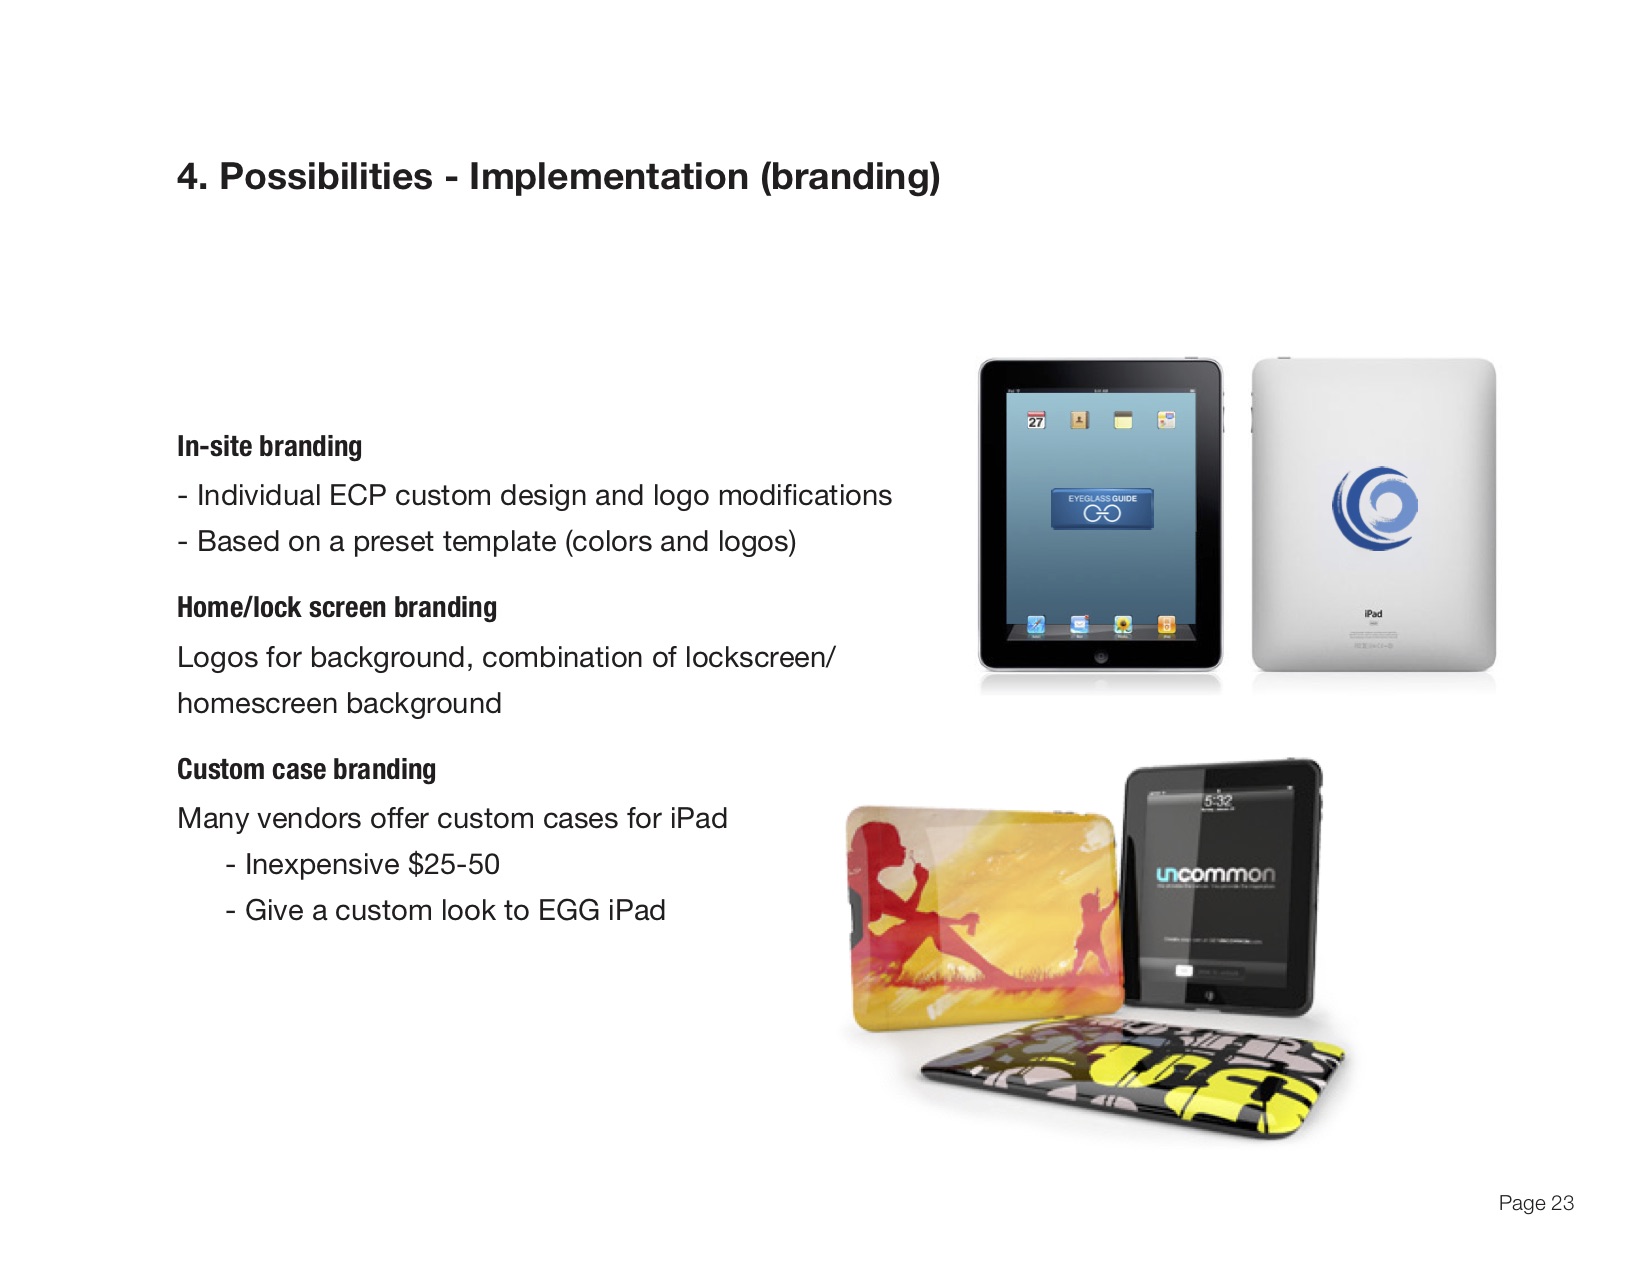 4. Possibilities - Implementation (branding)
In-site branding
- Individual ECP custom design and logo modifications
- Based on a preset template (colors and logos)
Home/lock screen branding
Logos for background, combination of lockscreen/
homescreen background
Custom case branding
Many vendors offer custom cases for iPad
- Inexpensive $25-50
- Give a custom look to EGG iPad
27
EYEGLASS GUIDE
iPad
5:32
uncommon
Page 23